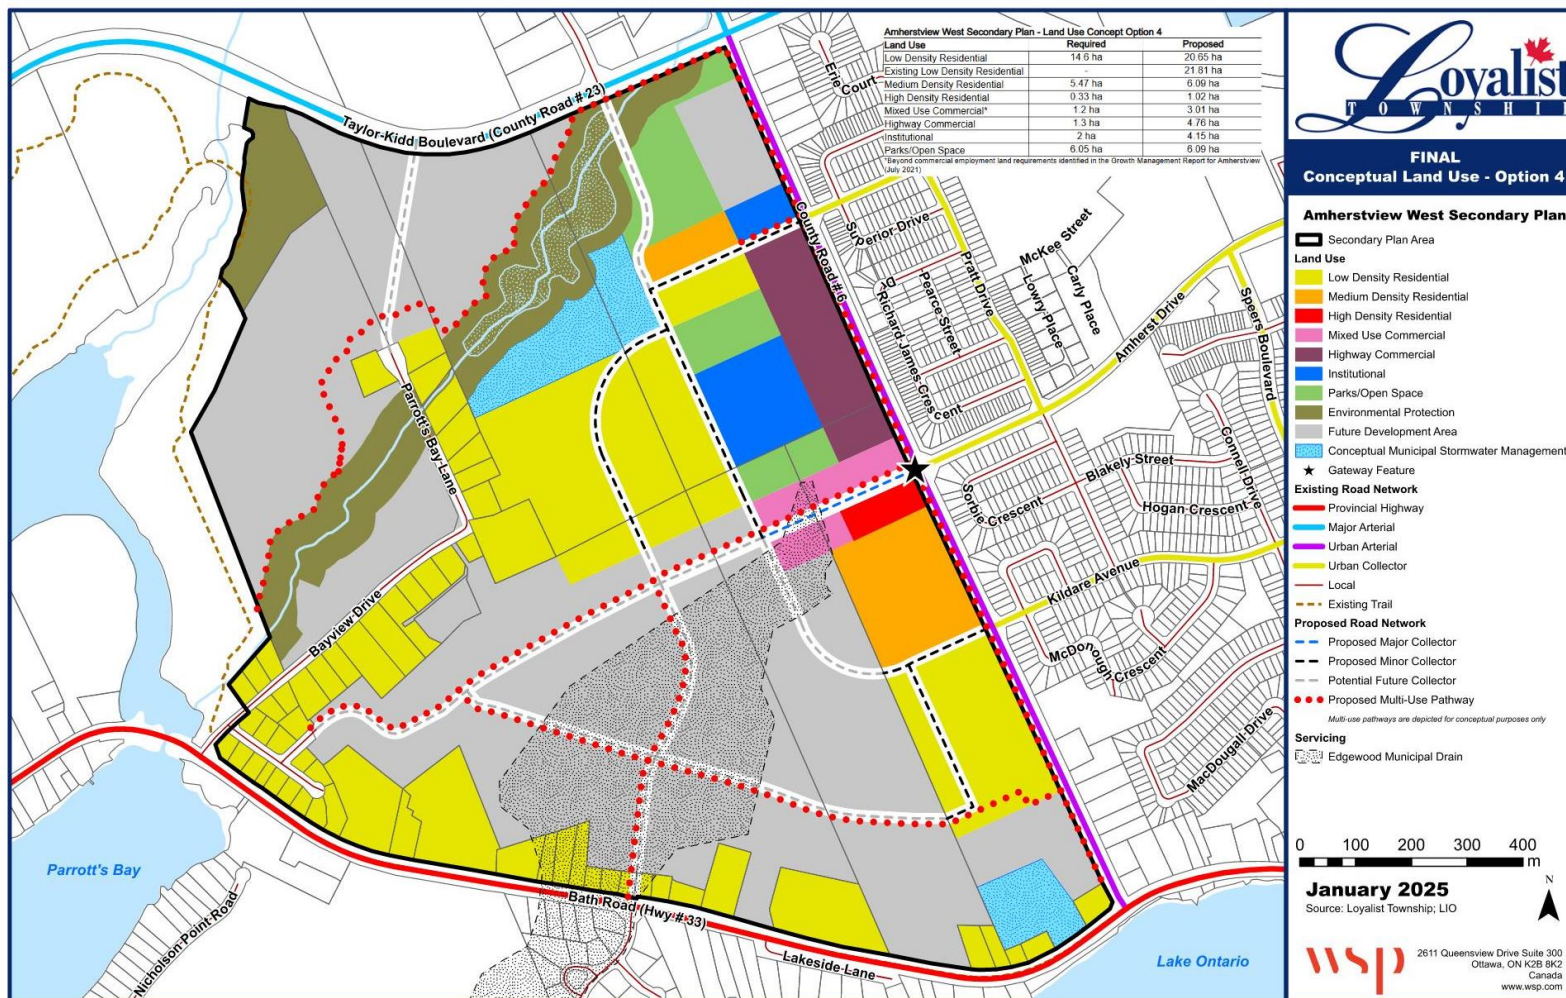 Amherstview West Secondary Plan - Land Use Concept Option 4
Land Use Required Proposed
Low Density Residential 14.6 ha 20.65 ha
Existing Low Density Residential - 21.81 ha
Medium Density Residential 5.47 ha 6.09 ha
High Density Residential 0.33 ha 1.02 ha
Mixed Use Commercial* 1.2 ha 3.01 ha
Highway Commercial 1.3 ha 4.76 ha
Institutional 2 ha 4.15 ha
Parks/Open Space 6.05 ha 6.09 ha
*Beyond commercial employment land requirements identified in the Growth Management Report for Amherstview
(July 2021)
Taylor-Kidd Boulevard (County Road # 23)
Erie Court
County Road # 6
Superior Drive
Dr Richard James Crescent
Pearce Street
Pratt Drive
McKee Street
Lowry Place
Carly Place
Amherst Drive
Speers Boulevard
Parrott's Bay Lane
Bayview Drive
Sorbie Crescent
Blakely Street
Hogan Crescent
Connell Drive
Kildare Avenue
McDonough Crescent
MacDougall Drive
Parrott's Bay
Nicholson Point Road
Bath Road (Hwy # 33)
Lakeside Lane
Lake Ontario
Loyalist
TOWNSHI
FINAL
Conceptual Land Use - Option 4
Amherstview West Secondary Plan
Secondary Plan Area
Land Use
Low Density Residential
Medium Density Residential
High Density Residential
Mixed Use Commercial
Highway Commercial
Institutional
Parks/Open Space
Environmental Protection
Future Development Area
Conceptual Municipal Stormwater Management
Gateway Feature
Existing Road Network
Provincial Highway
Major Arterial
Urban Arterial
Urban Collector
Local
Existing Trail
Proposed Road Network
Proposed Major Collector
Proposed Minor Collector
Potential Future Collector
Proposed Multi-Use Pathway
Multi-use pathways are depicted for conceptual purposes only
Servicing
Edgewood Municipal Drain
0 100 200 300 400
m
January 2025
Source: Loyalist Township; LIO
N
wsp
2611 Queensview Drive Suite 300
Ottawa, ON K2B 8K2
Canada
www.wsp.com